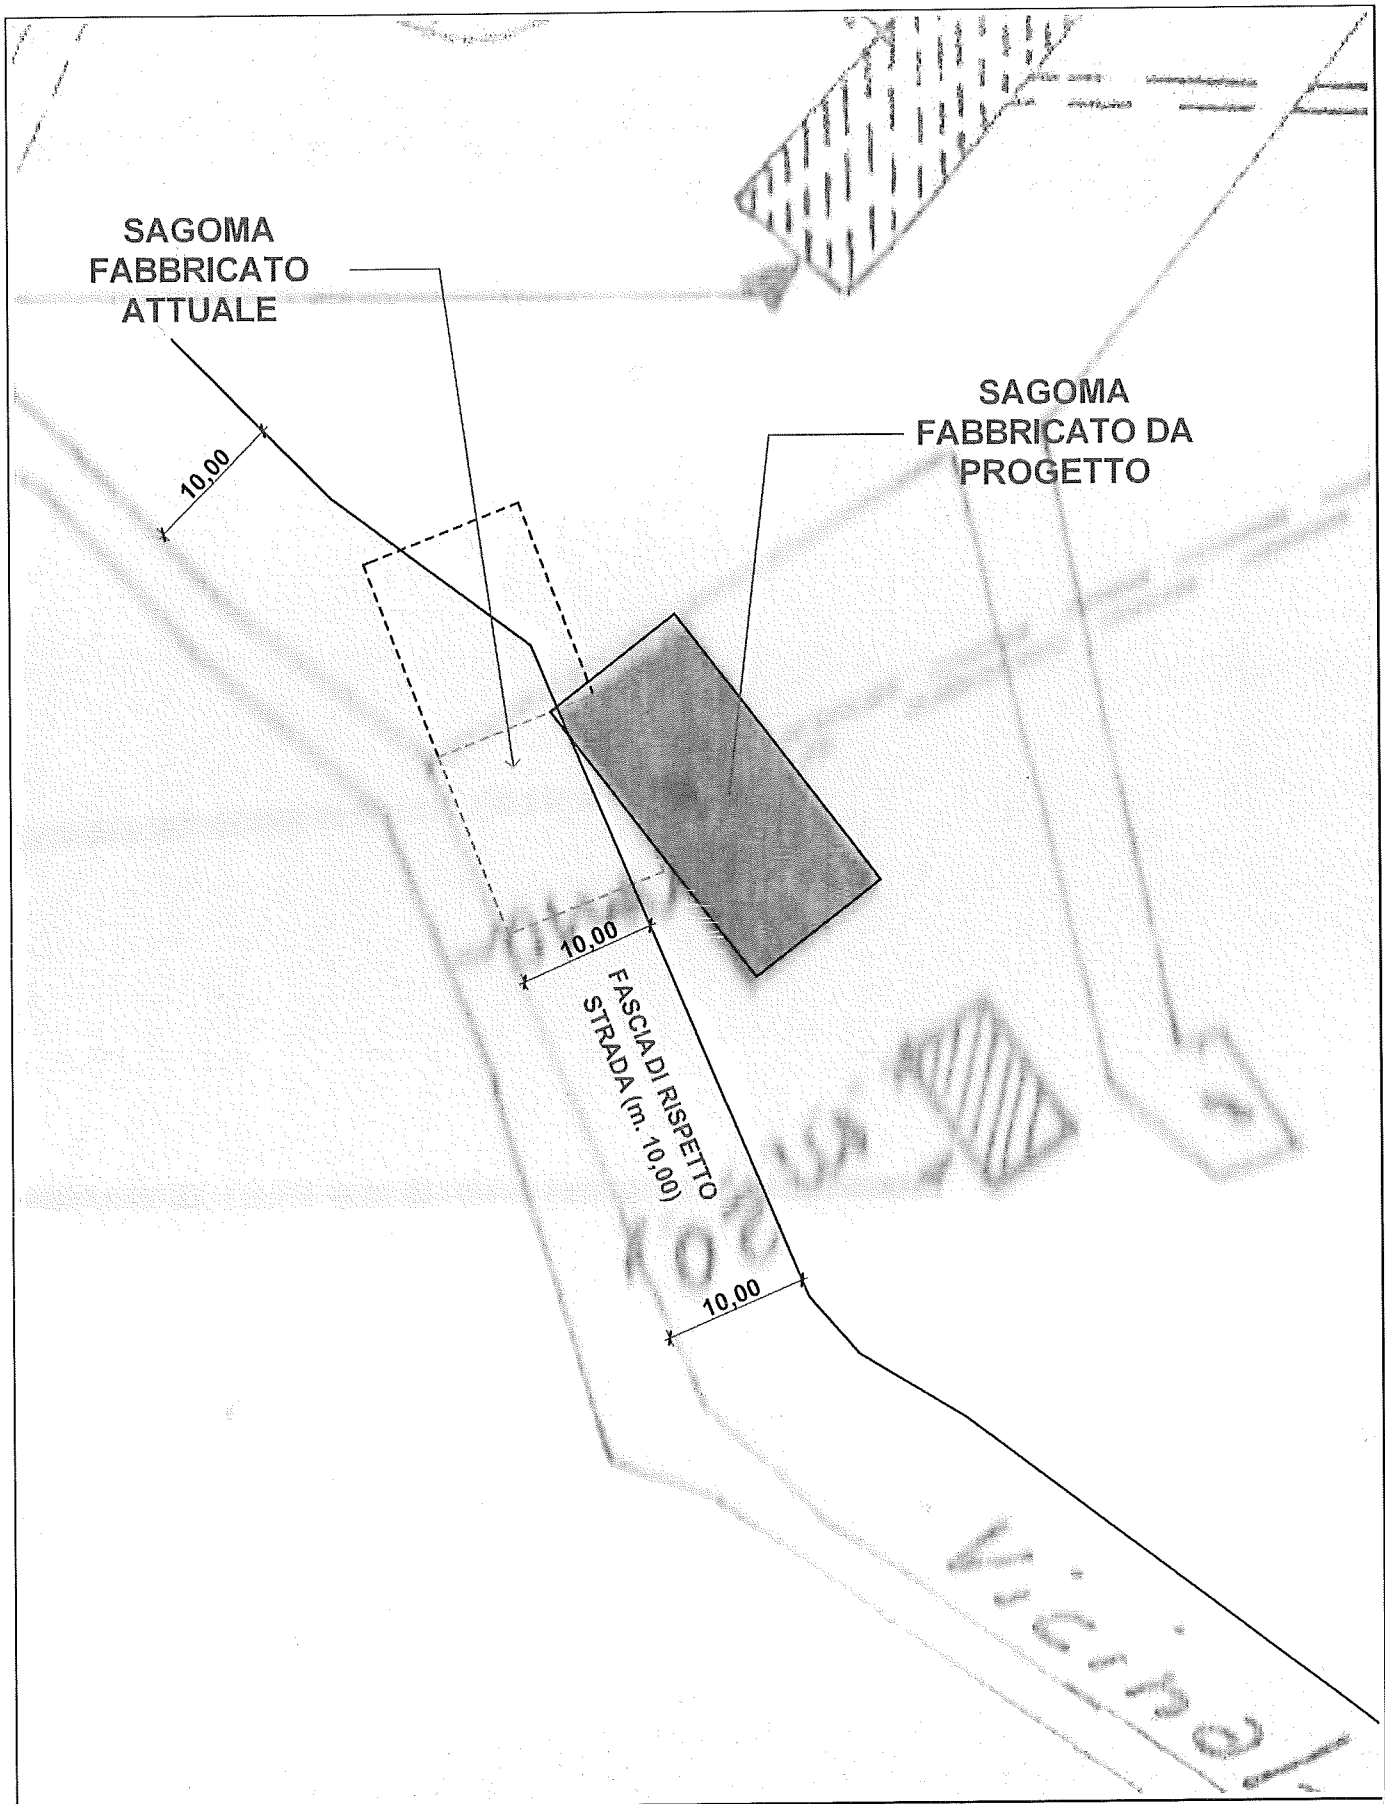 SAGOMA
FABBRICATO
ATTUALE
SAGOMA
FABBRICATO DA
PROGETTO
10,00
10,00
FASCIA DI RISPETTO
STRADA (m. 10,00)
10,00
Vicinal